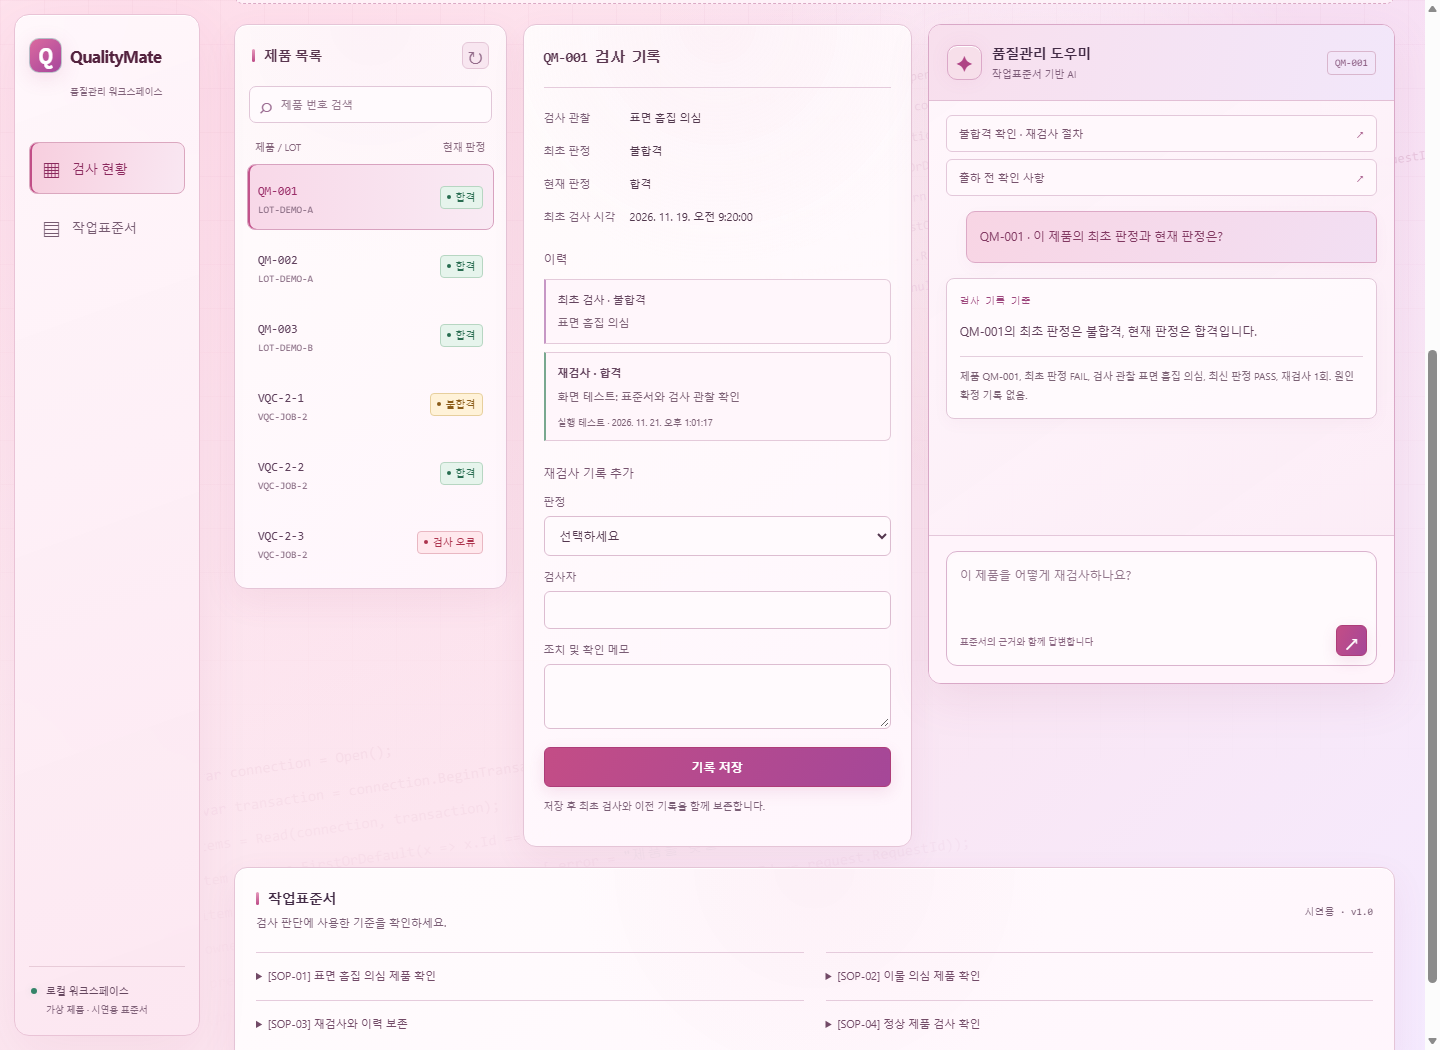 Q QualityMate
품질관리 워크스페이스
검사 현황
작업표준서
로컬 워크스페이스
가상 제품 · 시연용 표준서
제품 목록
↻
제품 번호 검색
제품 / LOT 현재 판정
QM-001
LOT-DEMO-A
합격
QM-002
LOT-DEMO-A
합격
QM-003
LOT-DEMO-B
합격
VQC-2-1
VQC-JOB-2
불합격
VQC-2-2
VQC-JOB-2
합격
VQC-2-3
VQC-JOB-2
검사 오류
QM-001 검사 기록
검사 관찰 표면 흠집 의심
최초 판정 불합격
현재 판정 합격
최초 검사 시각 2026. 11. 19. 오전 9:20:00
이력
최초 검사 · 불합격
표면 흠집 의심
재검사 · 합격
화면 테스트: 표준서와 검사 관찰 확인
실행 테스트 · 2026. 11. 21. 오후 1:01:17
재검사 기록 추가
판정
선택하세요
검사자
조치 및 확인 메모
기록 저장
저장 후 최초 검사와 이전 기록을 함께 보존합니다.
품질관리 도우미
작업표준서 기반 AI
QM-001
불합격 확인 · 재검사 절차 ↗
출하 전 확인 사항 ↗
QM-001 · 이 제품의 최초 판정과 현재 판정은?
검사 기록 기준
QM-001의 최초 판정은 불합격, 현재 판정은 합격입니다.
제품 QM-001, 최초 판정 FAIL, 검사 관찰 표면 흠집 의심, 최신 판정 PASS, 재검사 1회. 원인
확정 기록 없음.
이 제품을 어떻게 재검사하나요?
표준서의 근거와 함께 답변합니다
↗
ar connection = Open();
var transaction = connection.BeginTrans
= Read(connection, transaction);
작업표준서
검사 판단에 사용한 기준을 확인하세요.
시연용 · v1.0
[SOP-01] 표면 흠집 의심 제품 확인
[SOP-02] 이물 의심 제품 확인
[SOP-03] 재검사와 이력 보존
[SOP-04] 정상 제품 검사 확인